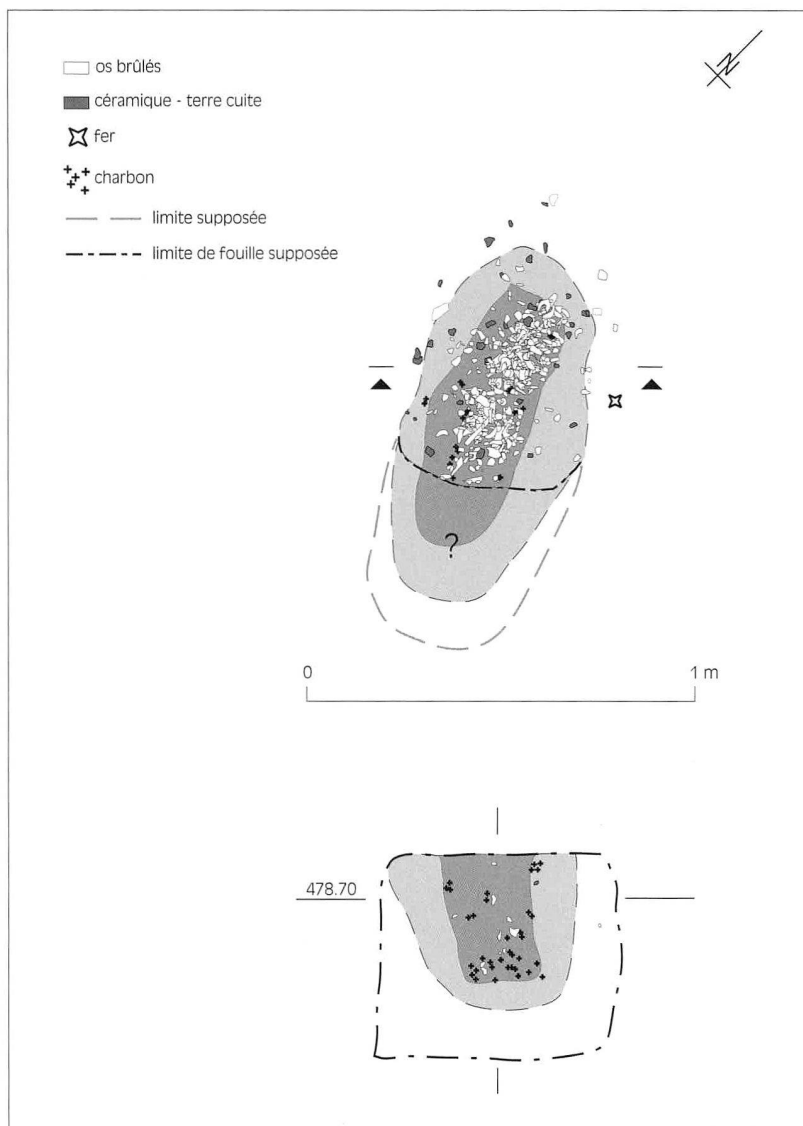 os brûlés
N
céramique - terre cuite
fer
charbon
limite supposée
limite de fouille supposée
?
0 1 m
478.70